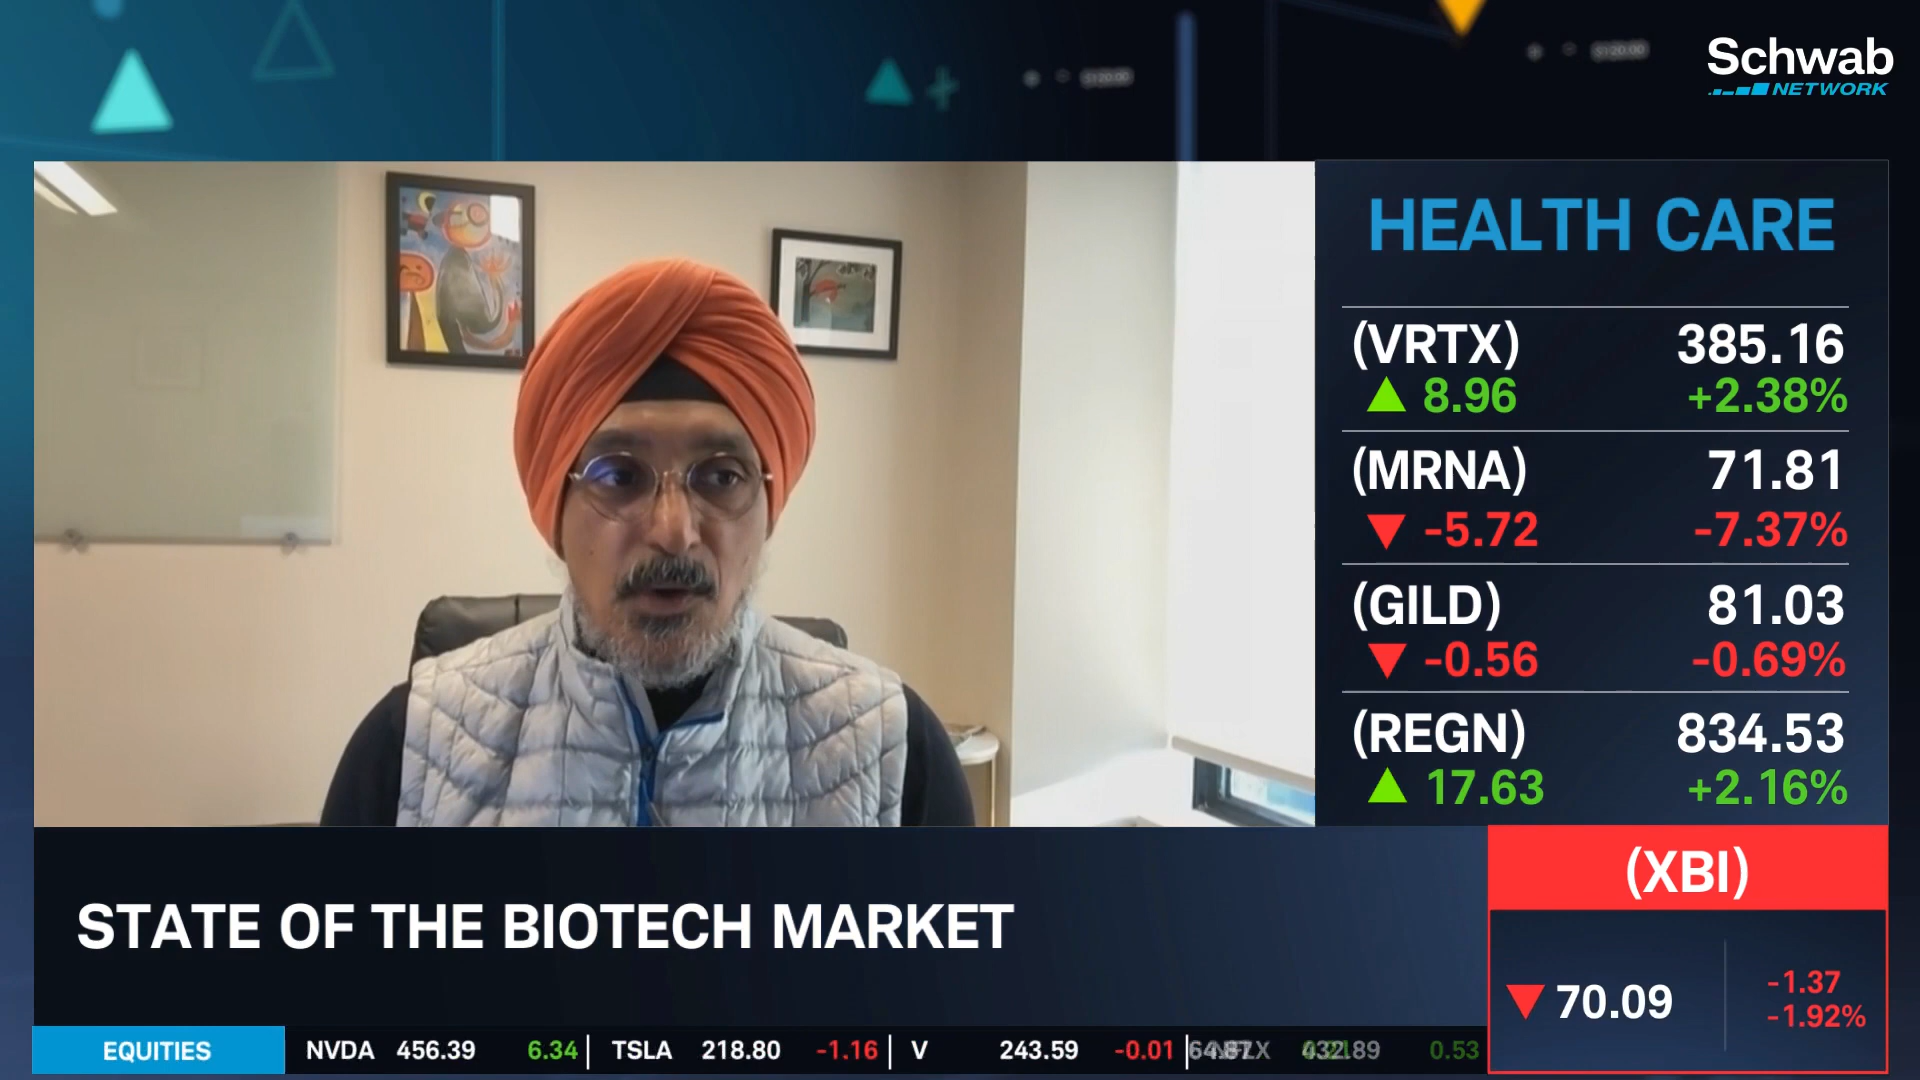 Schwab
NETWORK
HEALTH CARE
(VRTX) 385.16
8.96 +2.38%
(MRNA) 71.81
-5.72 -7.37%
(GILD) 81.03
-0.56 -0.69%
(REGN) 834.53
17.63 +2.16%
(XBI)
70.09
-1.37
-1.92%
STATE OF THE BIOTECH MARKET
EQUITIES NVDA 456.39 6.34 TSLA 218.80 -1.16 V 243.59 -0.01 0.53